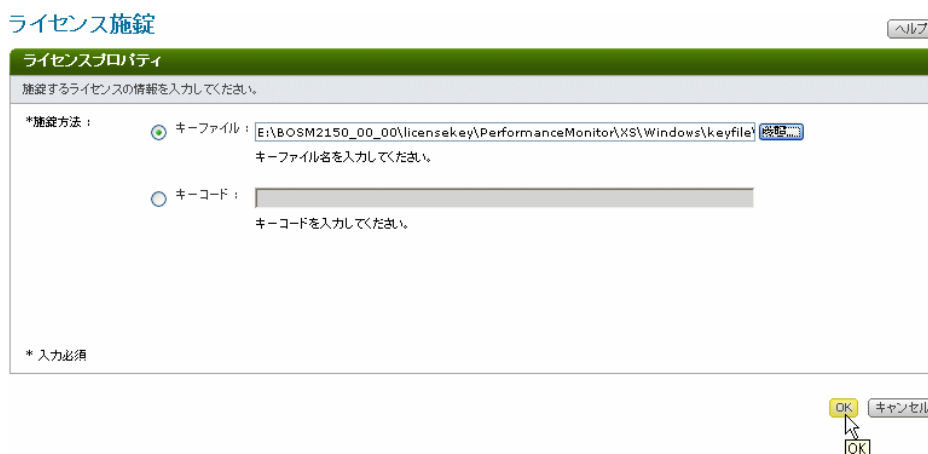 ライセンス施錠
ヘルプ
ライセンスプロパティ
施錠するライセンスの情報を入力してください。
*施錠方法：
キーファイル：
E:\BOSM2150_00_00\licensekey\PerformanceMonitor\XS\Windows\keyfile\
参照...
キーファイル名を入力してください。
キーコード：
キーコードを入力してください。
* 入力必須
OK
キャンセル
OK